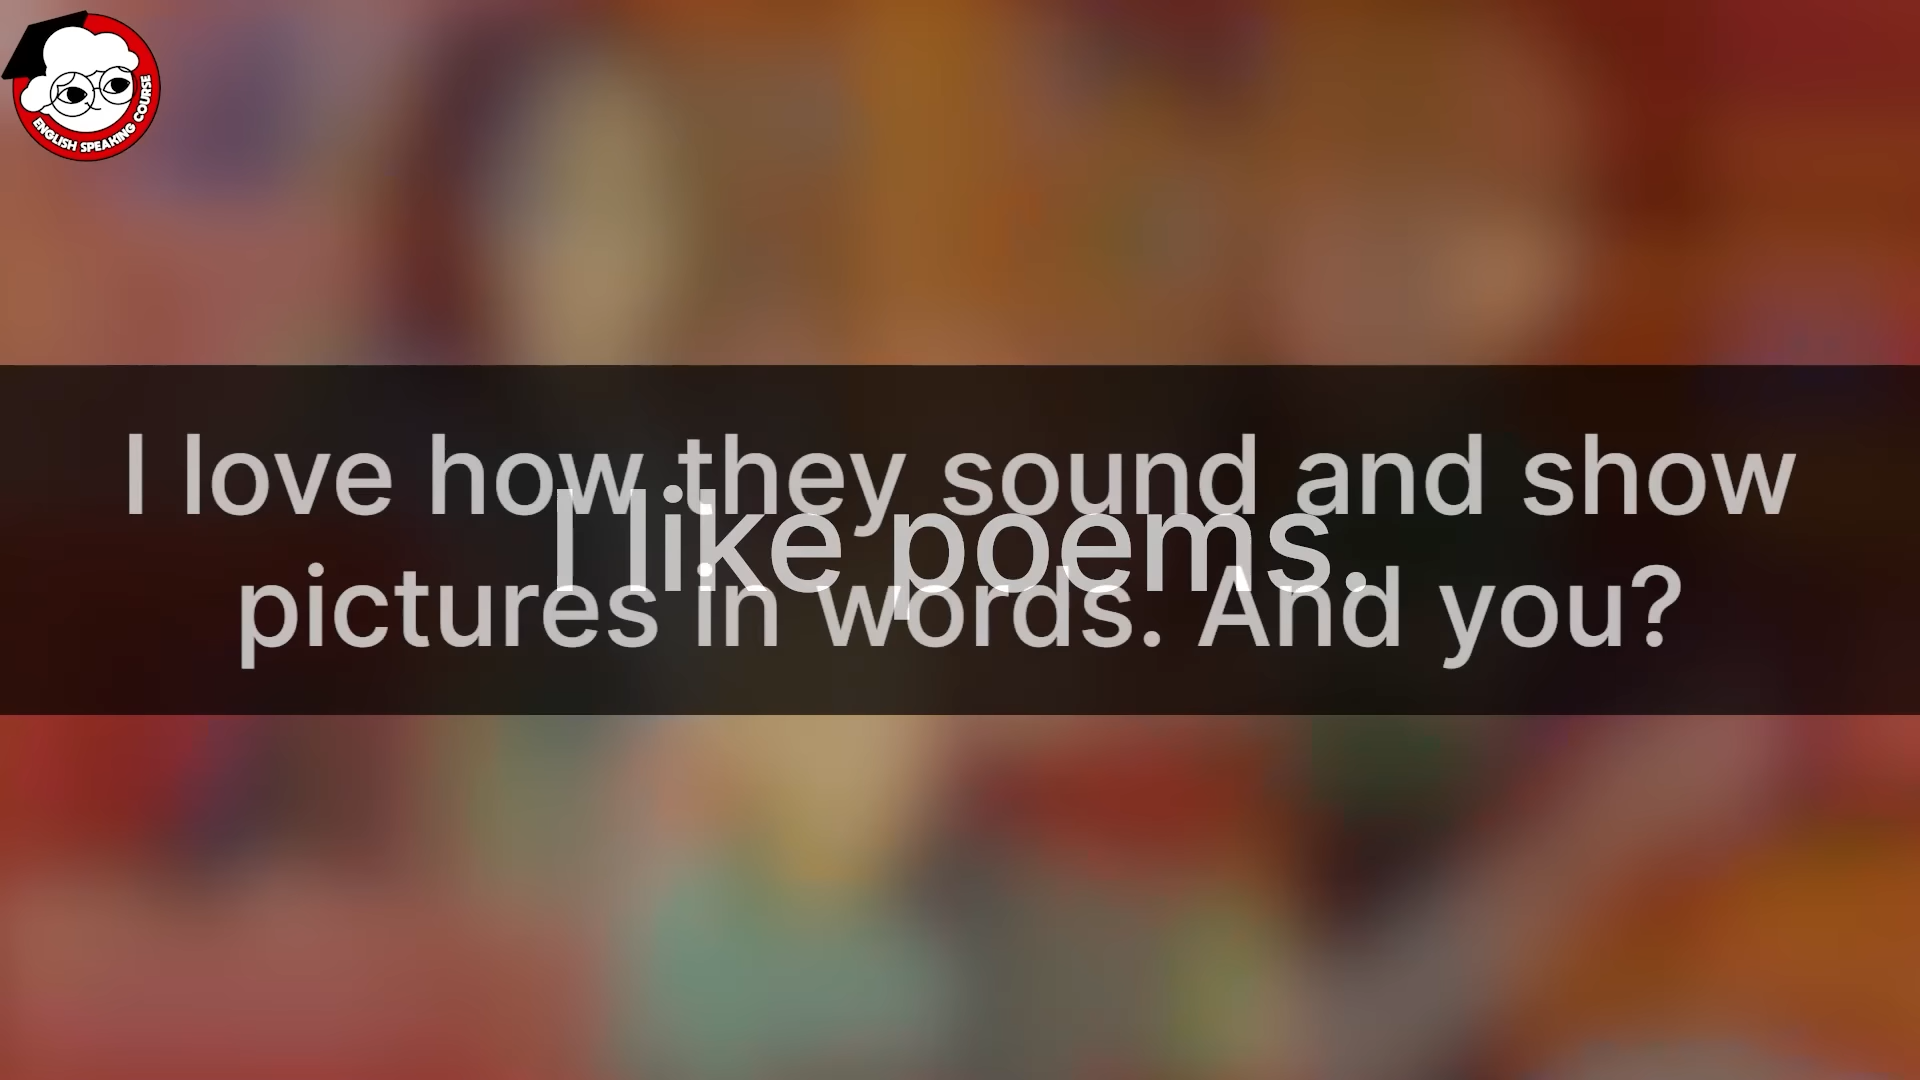 ENGLISH SPEAKING COURSE
I like poems.
I love how they sound and show
pictures in words. And you?